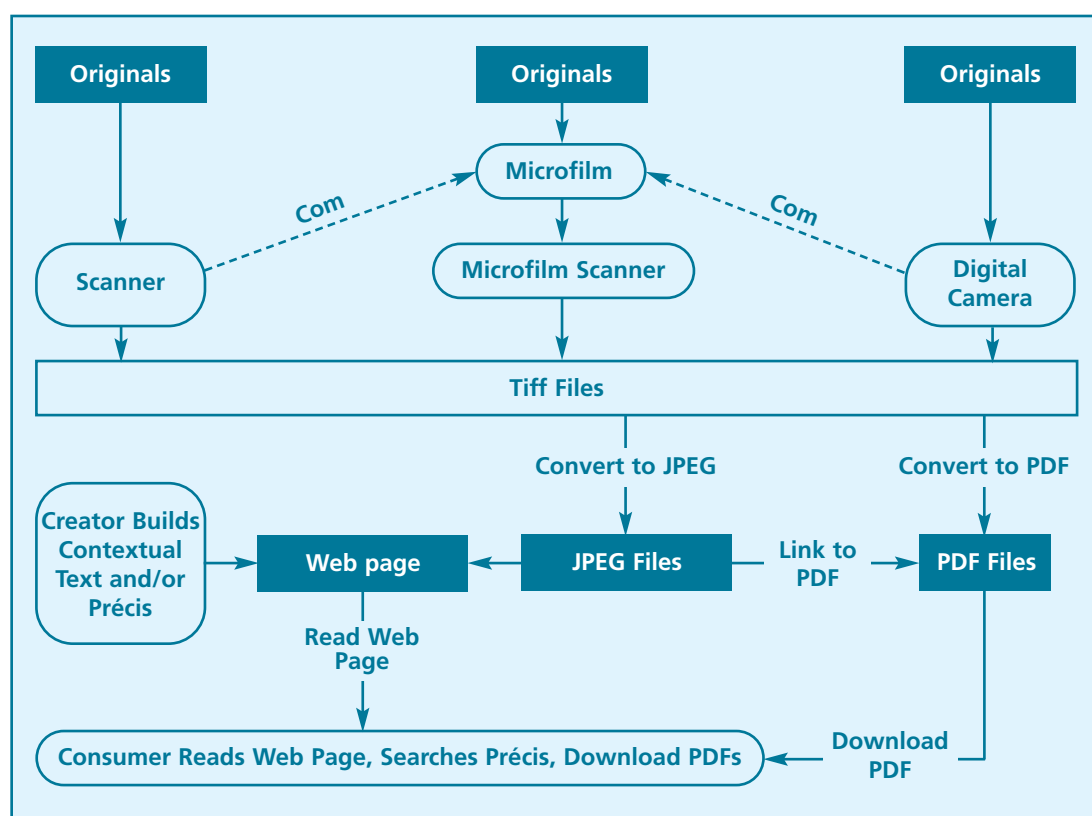 Originals
Originals
Originals
Microfilm
Com
Com
Scanner
Microfilm Scanner
Digital
Camera
Tiff Files
Convert to JPEG
Convert to PDF
Creator Builds
Contextual
Text and/or
Précis
Web page
JPEG Files
Link to
PDF
PDF Files
Read Web
Page
Consumer Reads Web Page, Searches Précis, Download PDFs
Download
PDF